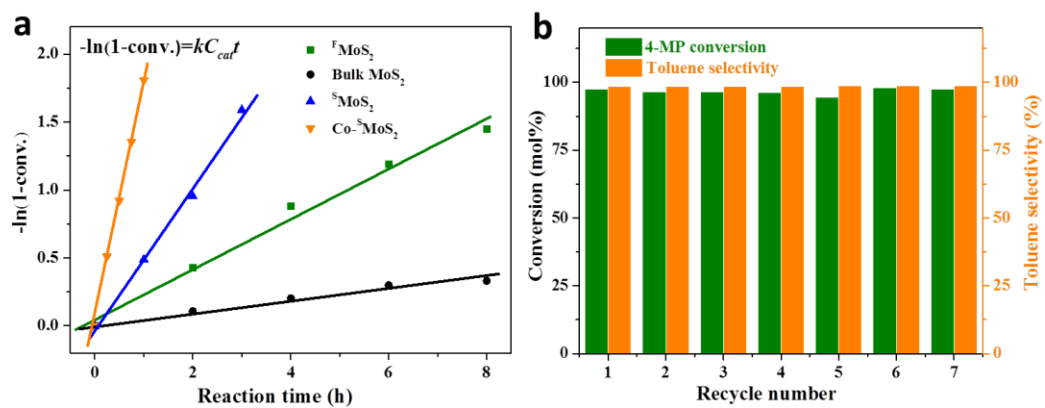 a
-ln(1-conv.)=kC_cat t
ᶠMoS₂
Bulk MoS₂
ˢMoS₂
Co-ˢMoS₂
2.0
1.5
1.0
0.5
0.0
-ln(1-conv.)
0 2 4 6 8
Reaction time (h)
b
4-MP conversion
Toluene selectivity
100
75
50
25
0
Conversion (mol%)
100
75
50
25
0
Toluene selectivity (%)
1 2 3 4 5 6 7
Recycle number